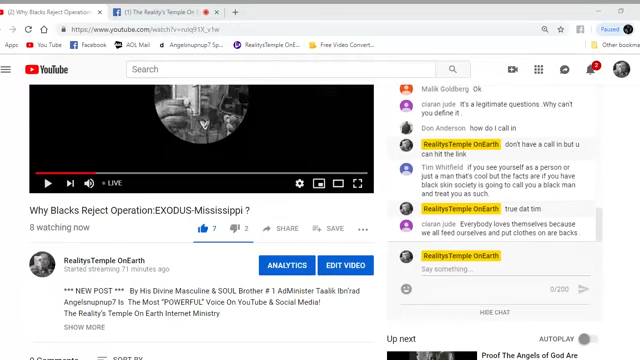 (2) Why Blacks Reject Operation:
(1) The Reality's Temple OnE
https://www.youtube.com/watch?v=rulq91X_v1w
Paused
Apps
You Tube
Facebook
AOL Mail
Angelsnupnup7 Sp
RealitysTemple OnE
Free Video Convert
Other bookmar
YouTube
Search
2
Malik Goldberg Ok
ciaran jude It's a legitimate questions .Why cant you define it .
Don Anderson how do I call in
RealitysTemple OnEarth don't have a call in but u
can hit the link
Tim Whitfield if you see yourself as a person or
just a man that's cool but the facts are if you have
black skin society is going to call you a black man
and treat you as such.
RealitysTemple OnEarth true dat tim
ciaran jude Everybody loves themselves because
we all feed ourselves and put clothes on are backs .
RealitysTemple OnEarth
Say something...
0/200
HIDE CHAT
LIVE
Why Blacks Reject Operation:EXODUS-Mississippi ?
8 watching now
7
2
SHARE
SAVE
RealitysTemple OnEarth
Started streaming 71 minutes ago
ANALYTICS
EDIT VIDEO
*** NEW POST *** By His Divine Masculine & SOUL Brother # 1 AdMinister Taalik Ibn'rad
Angelsnupnup7 Is The Most "POWERFUL" Voice On YouTube & Social Media!
The Reality's Temple On Earth Internet Ministry
SHOW MORE
0 Comments
SORT BY
Up next
AUTOPLAY
Proof The Angels of God Are